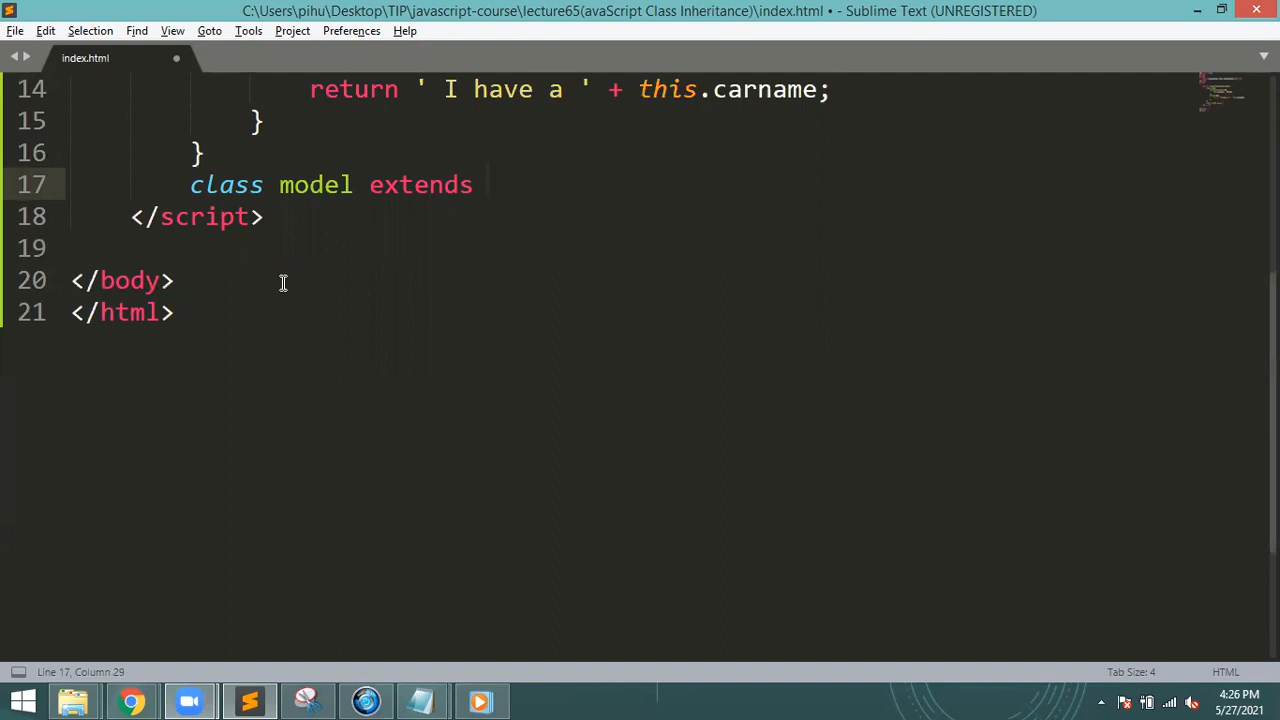 C:\Users\pihu\Desktop\TIP\javascript-course\lecture65(avaScript Class Inheritance)\index.html • - Sublime Text (UNREGISTERED)
File Edit Selection Find View Goto Tools Project Preferences Help
index.html
14 return ' I have a ' + this.carname;
15 }
16 }
17 class model extends
18 </script>
19
20 </body>
21 </html>
Line 17, Column 29 Tab Size: 4 HTML
4:26 PM
5/27/2021